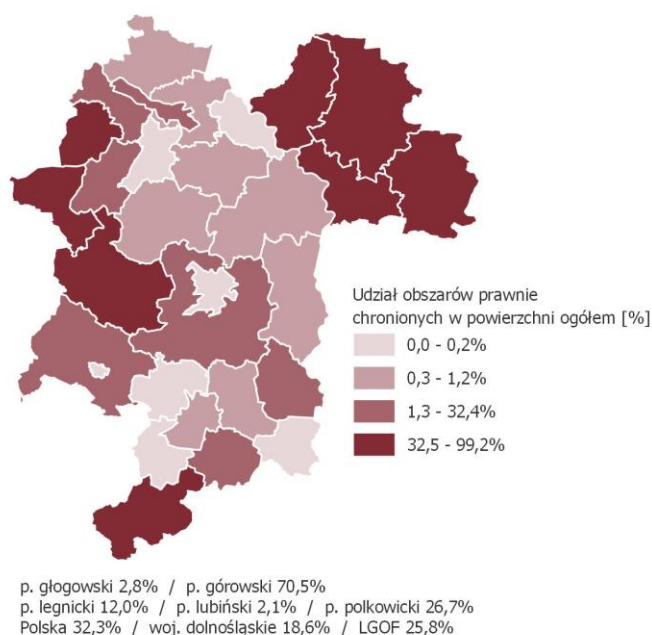 Udział obszarów prawnie
chronionych w powierzchni ogółem [%]
0,0 - 0,2%
0,3 - 1,2%
1,3 - 32,4%
32,5 - 99,2%
p. głogowski 2,8% / p. górowski 70,5%
p. legnicki 12,0% / p. lubiński 2,1% / p. polkowicki 26,7%
Polska 32,3% / woj. dolnośląskie 18,6% / LGOF 25,8%